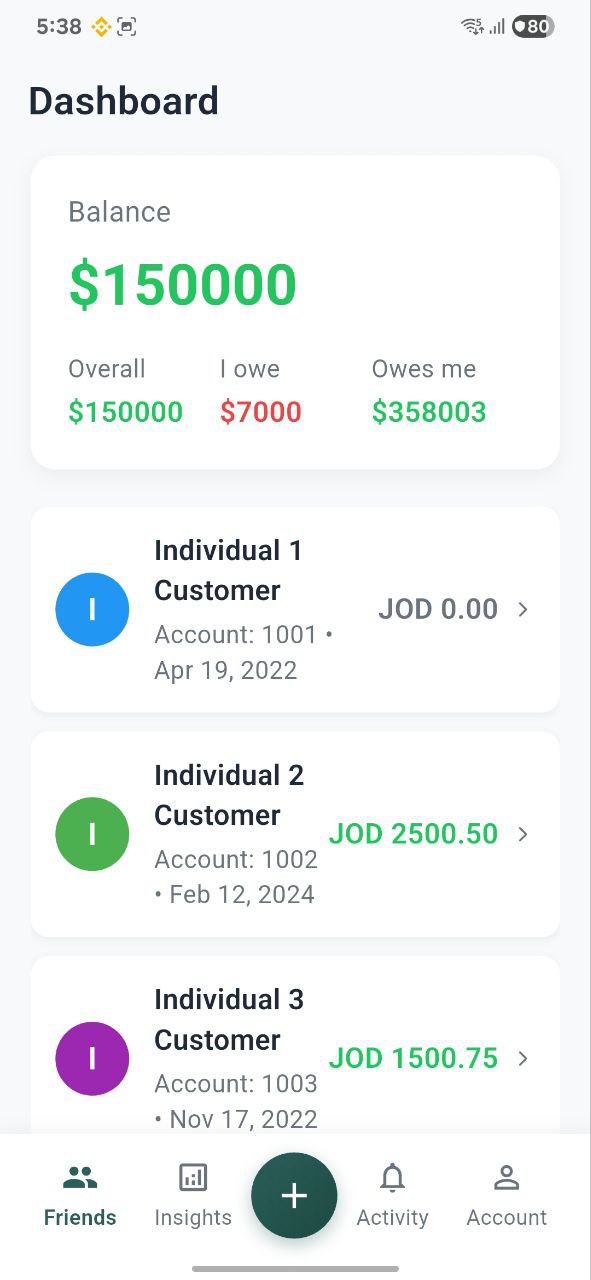 5:38
80
Dashboard
Balance
$150000
Overall I owe Owes me
$150000 $7000 $358003
I
Individual 1
Customer
Account: 1001 •
Apr 19, 2022
JOD 0.00
I
Individual 2
Customer
Account: 1002
• Feb 12, 2024
JOD 2500.50
I
Individual 3
Customer
Account: 1003
• Nov 17, 2022
JOD 1500.75
Friends Insights + Account Activity